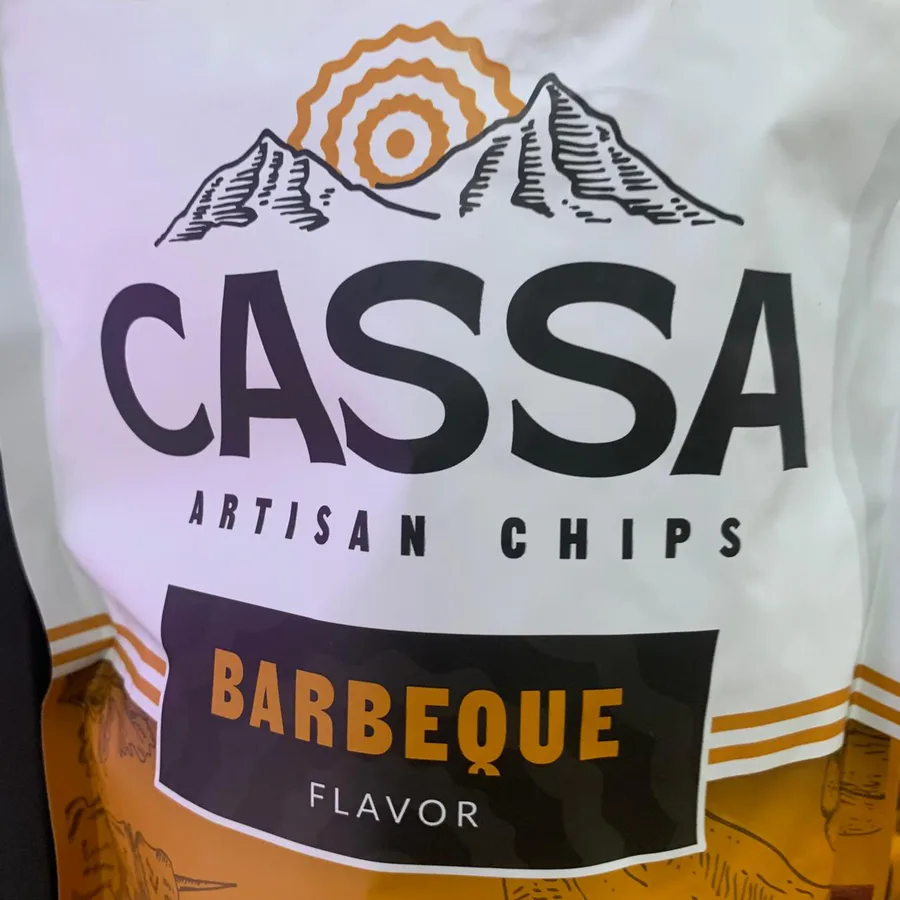 CASSA
ARTISAN CHIPS
BARBEQUE
FLAVOR